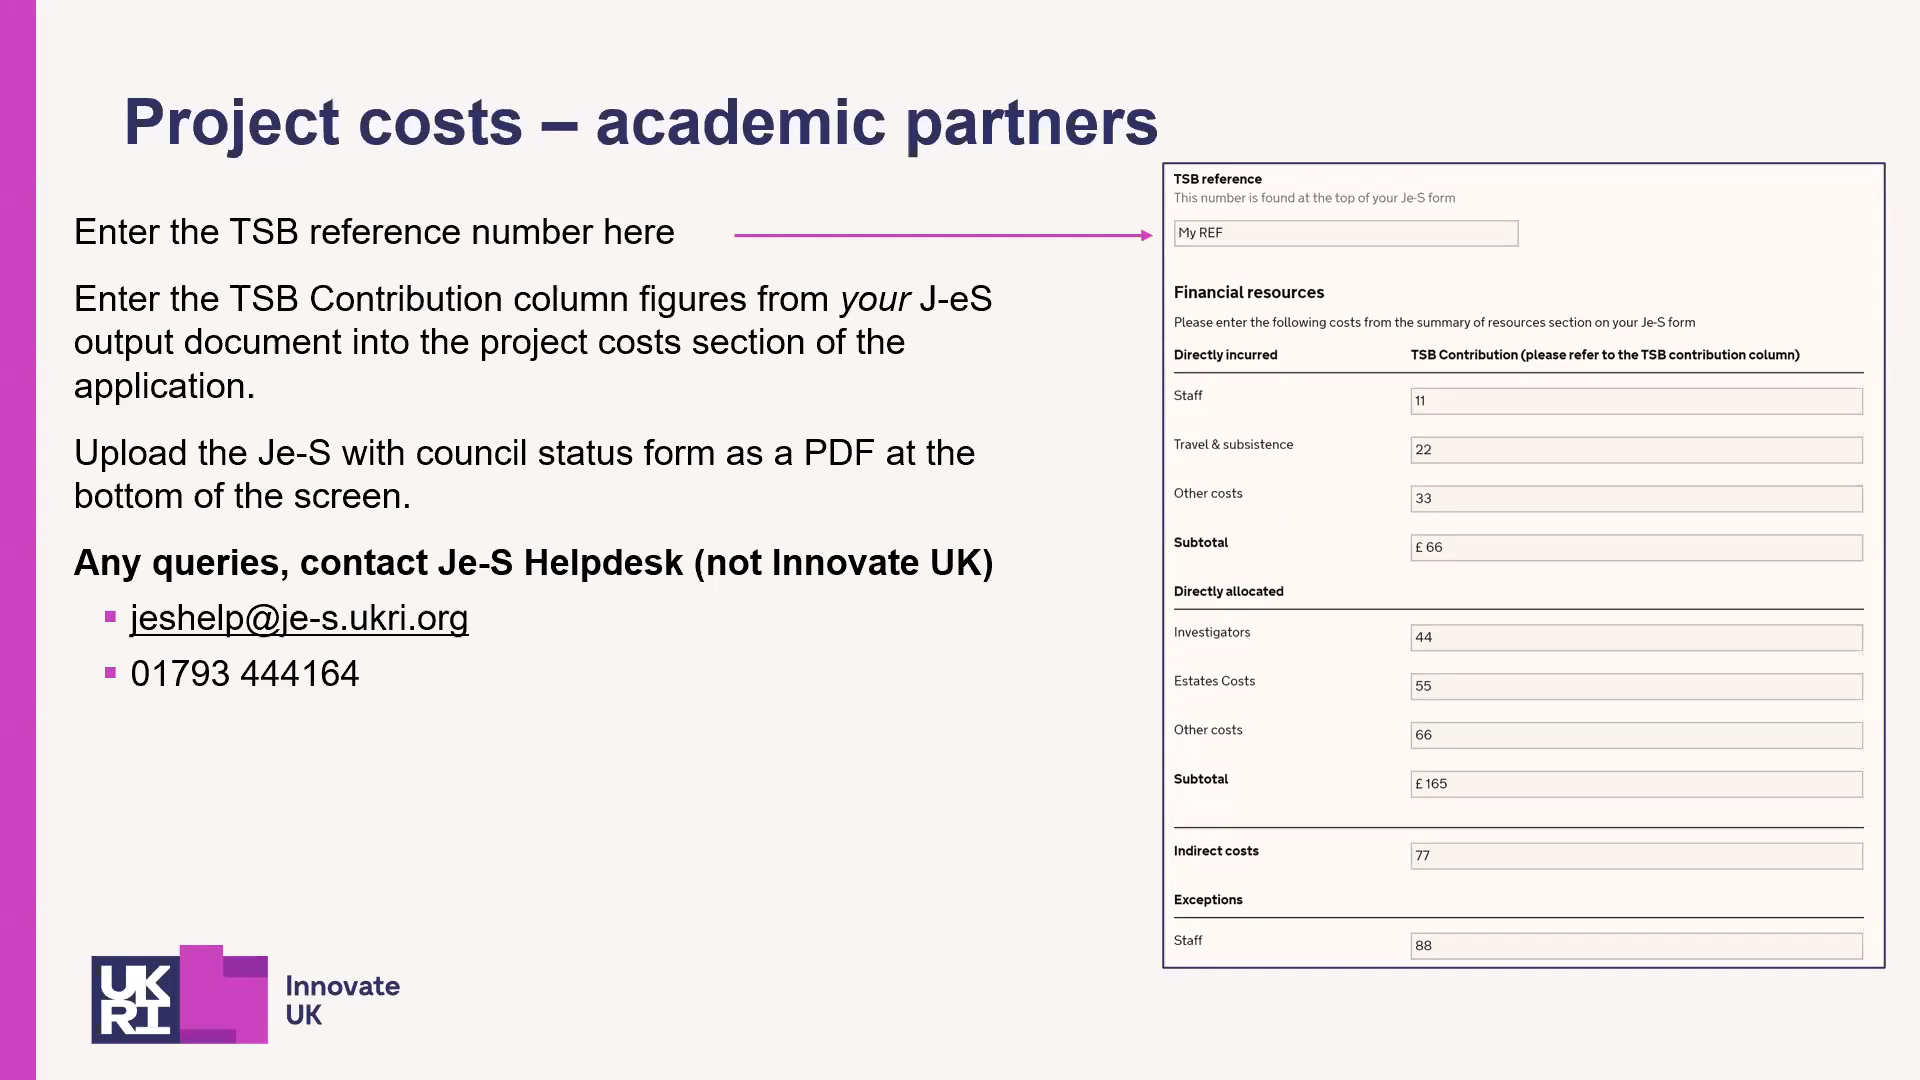 Project costs – academic partners
Enter the TSB reference number here
Enter the TSB Contribution column figures from your J-eS
output document into the project costs section of the
application.
Upload the Je-S with council status form as a PDF at the
bottom of the screen.
Any queries, contact Je-S Helpdesk (not Innovate UK)
jeshelp@je-s.ukri.org
01793 444164
TSB reference
This number is found at the top of your Je-S form
My REF
Financial resources
Please enter the following costs from the summary of resources section on your Je-S form
Directly incurred TSB Contribution (please refer to the TSB contribution column)
Staff 11
Travel & subsistence 22
Other costs 33
Subtotal £ 66
Directly allocated
Investigators 44
Estates Costs 55
Other costs 66
Subtotal £ 165
Indirect costs 77
Exceptions
Staff 88
UK
RI
Innovate
UK